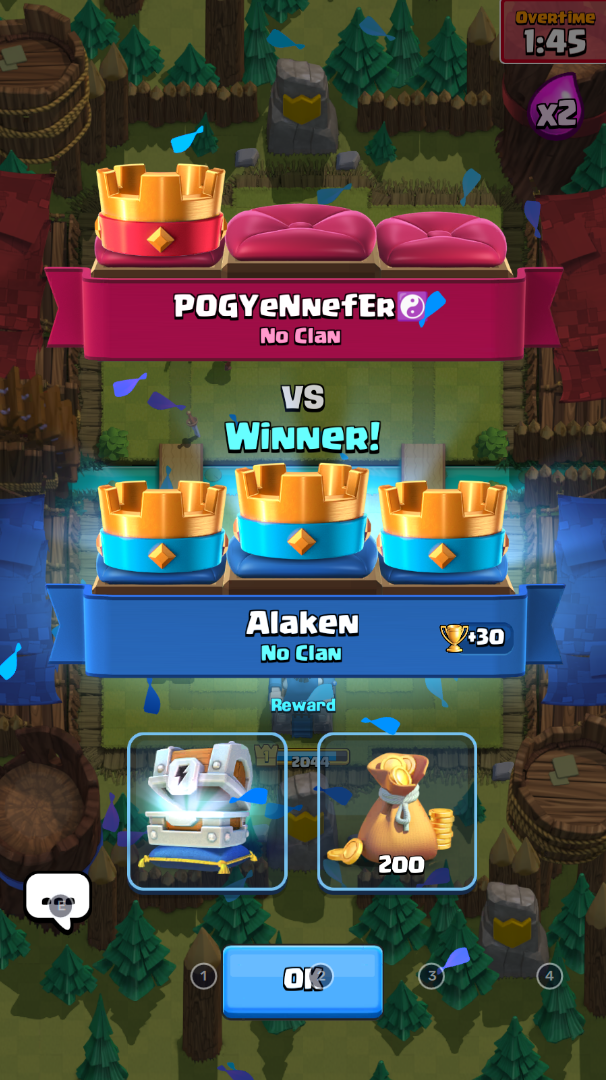 Overtime
1:45
x2
POGYeNnefEr☯
No Clan
VS
Winner!
Alaken
No Clan
+30
Reward
2944
200
OK
1
2
3
4